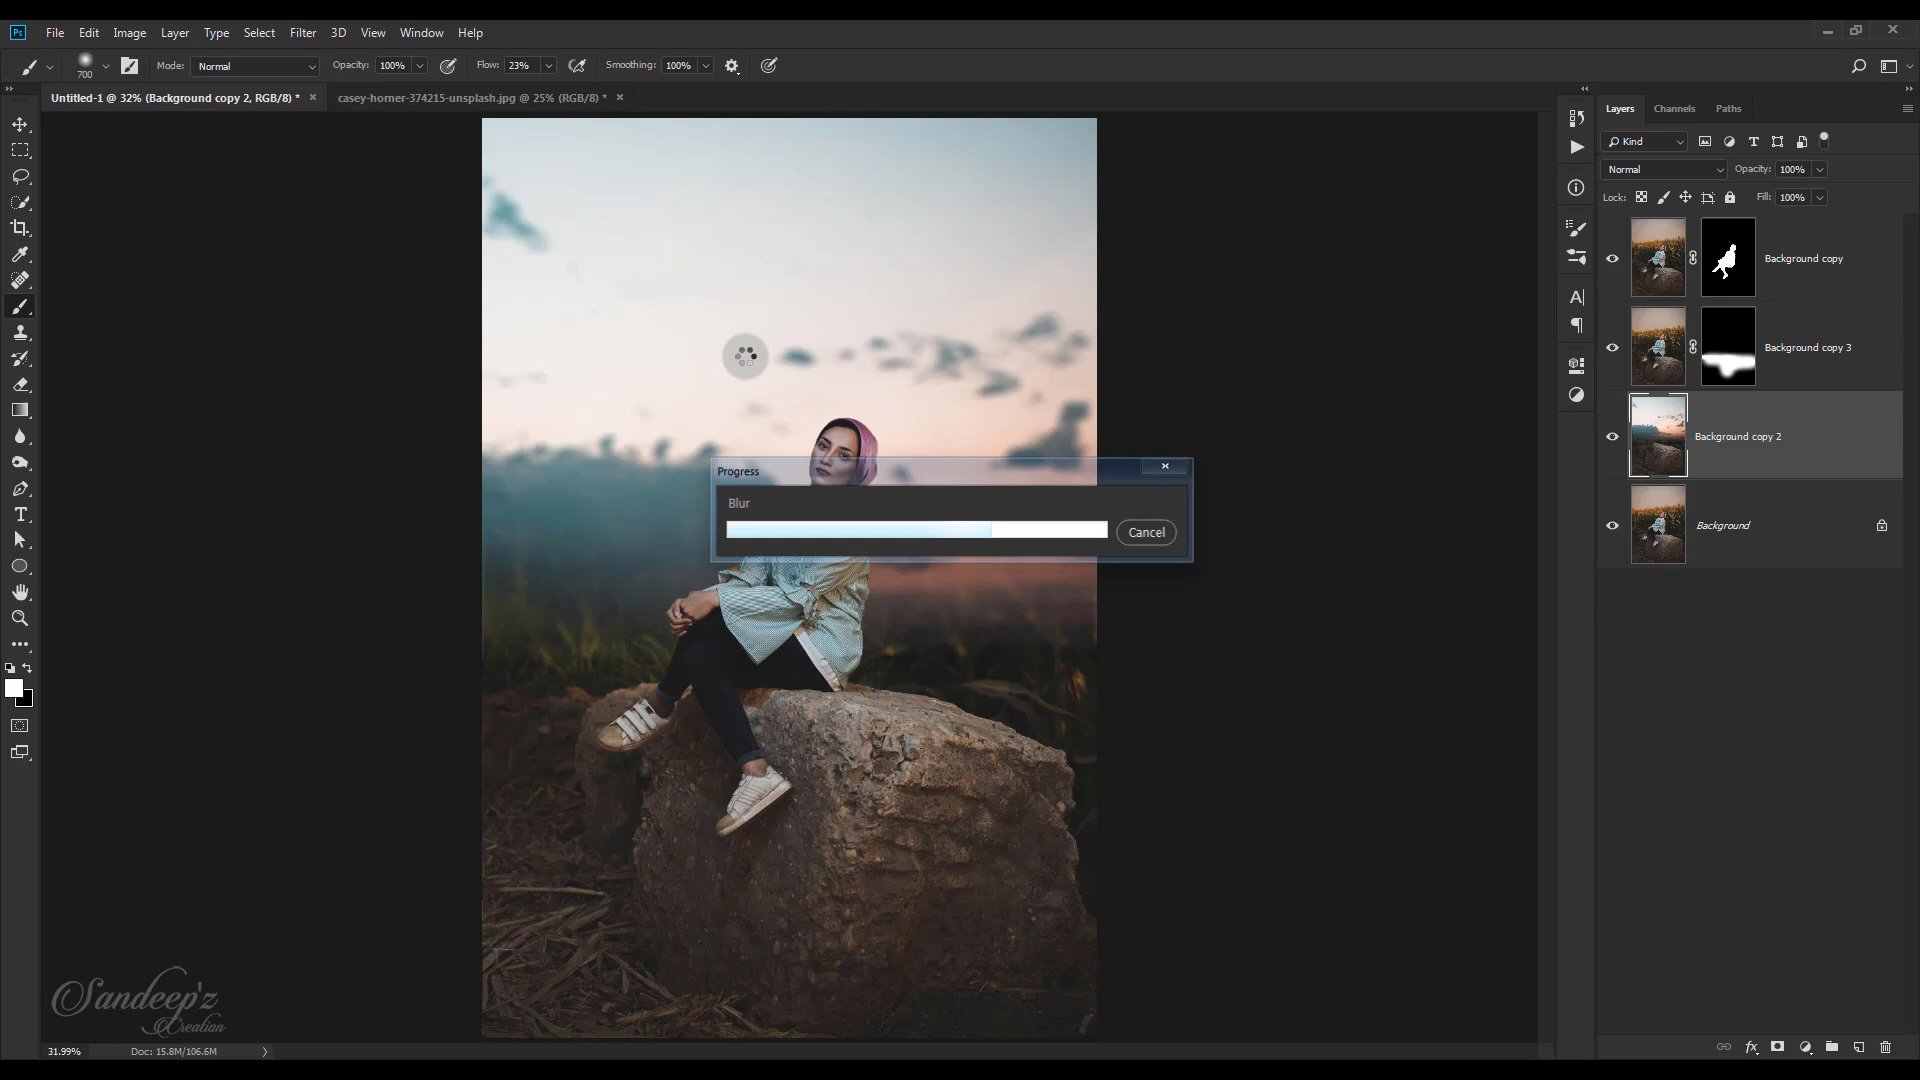 Ps File Edit Image Layer Type Select Filter 3D View Window Help
700 Mode: Normal Opacity: 100% Flow: 23% Smoothing: 100%
Untitled-1 @ 32% (Background copy 2, RGB/8) * × casey-horner-374215-unsplash.jpg @ 25% (RGB/8) * ×
Layers Channels Paths
Kind
Normal Opacity: 100%
Lock: Fill: 100%
Background copy
Background copy 3
Background copy 2
Background
Progress
Blur
Cancel
Sandeep'z
Creation
31.99% Doc: 15.8M/106.6M